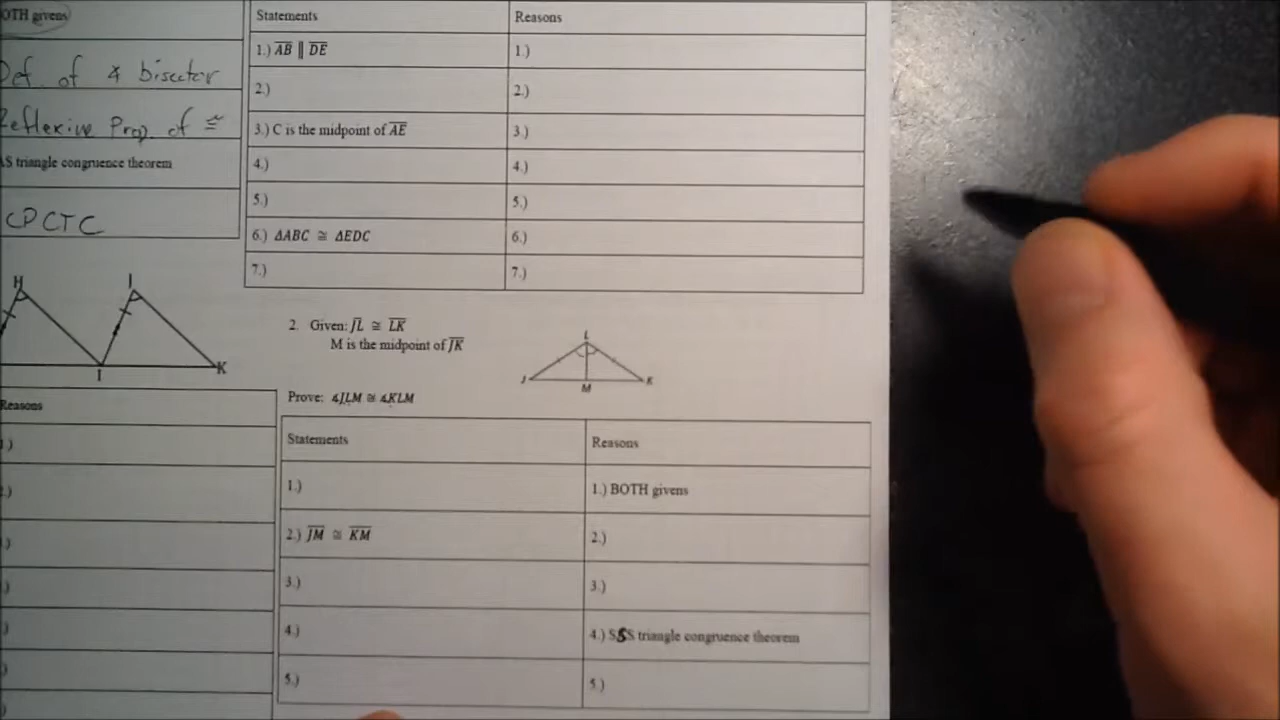 OTH givens
Def. of ∡ bisector
Reflexive Prop. of ≅
AS triangle congruence theorem
CPCTC
H
I
I
K
Reasons
1)
2)
Statements Reasons
1.) AB ∥ DE 1.)
2.) 2.)
3.) C is the midpoint of AE 3.)
4.) 4.)
5.) 5.)
6.) ΔABC ≅ ΔEDC 6.)
7.) 7.)
2. Given: JL ≅ LK
M is the midpoint of JK
L
J
M
K
Prove: ∡JLM ≅ ∡KLM
Statements Reasons
1.) 1.) BOTH givens
2.) JM ≅ KM 2.)
3.) 3.)
4.) 4.) SSS triangle congruence theorem
5.) 5.)